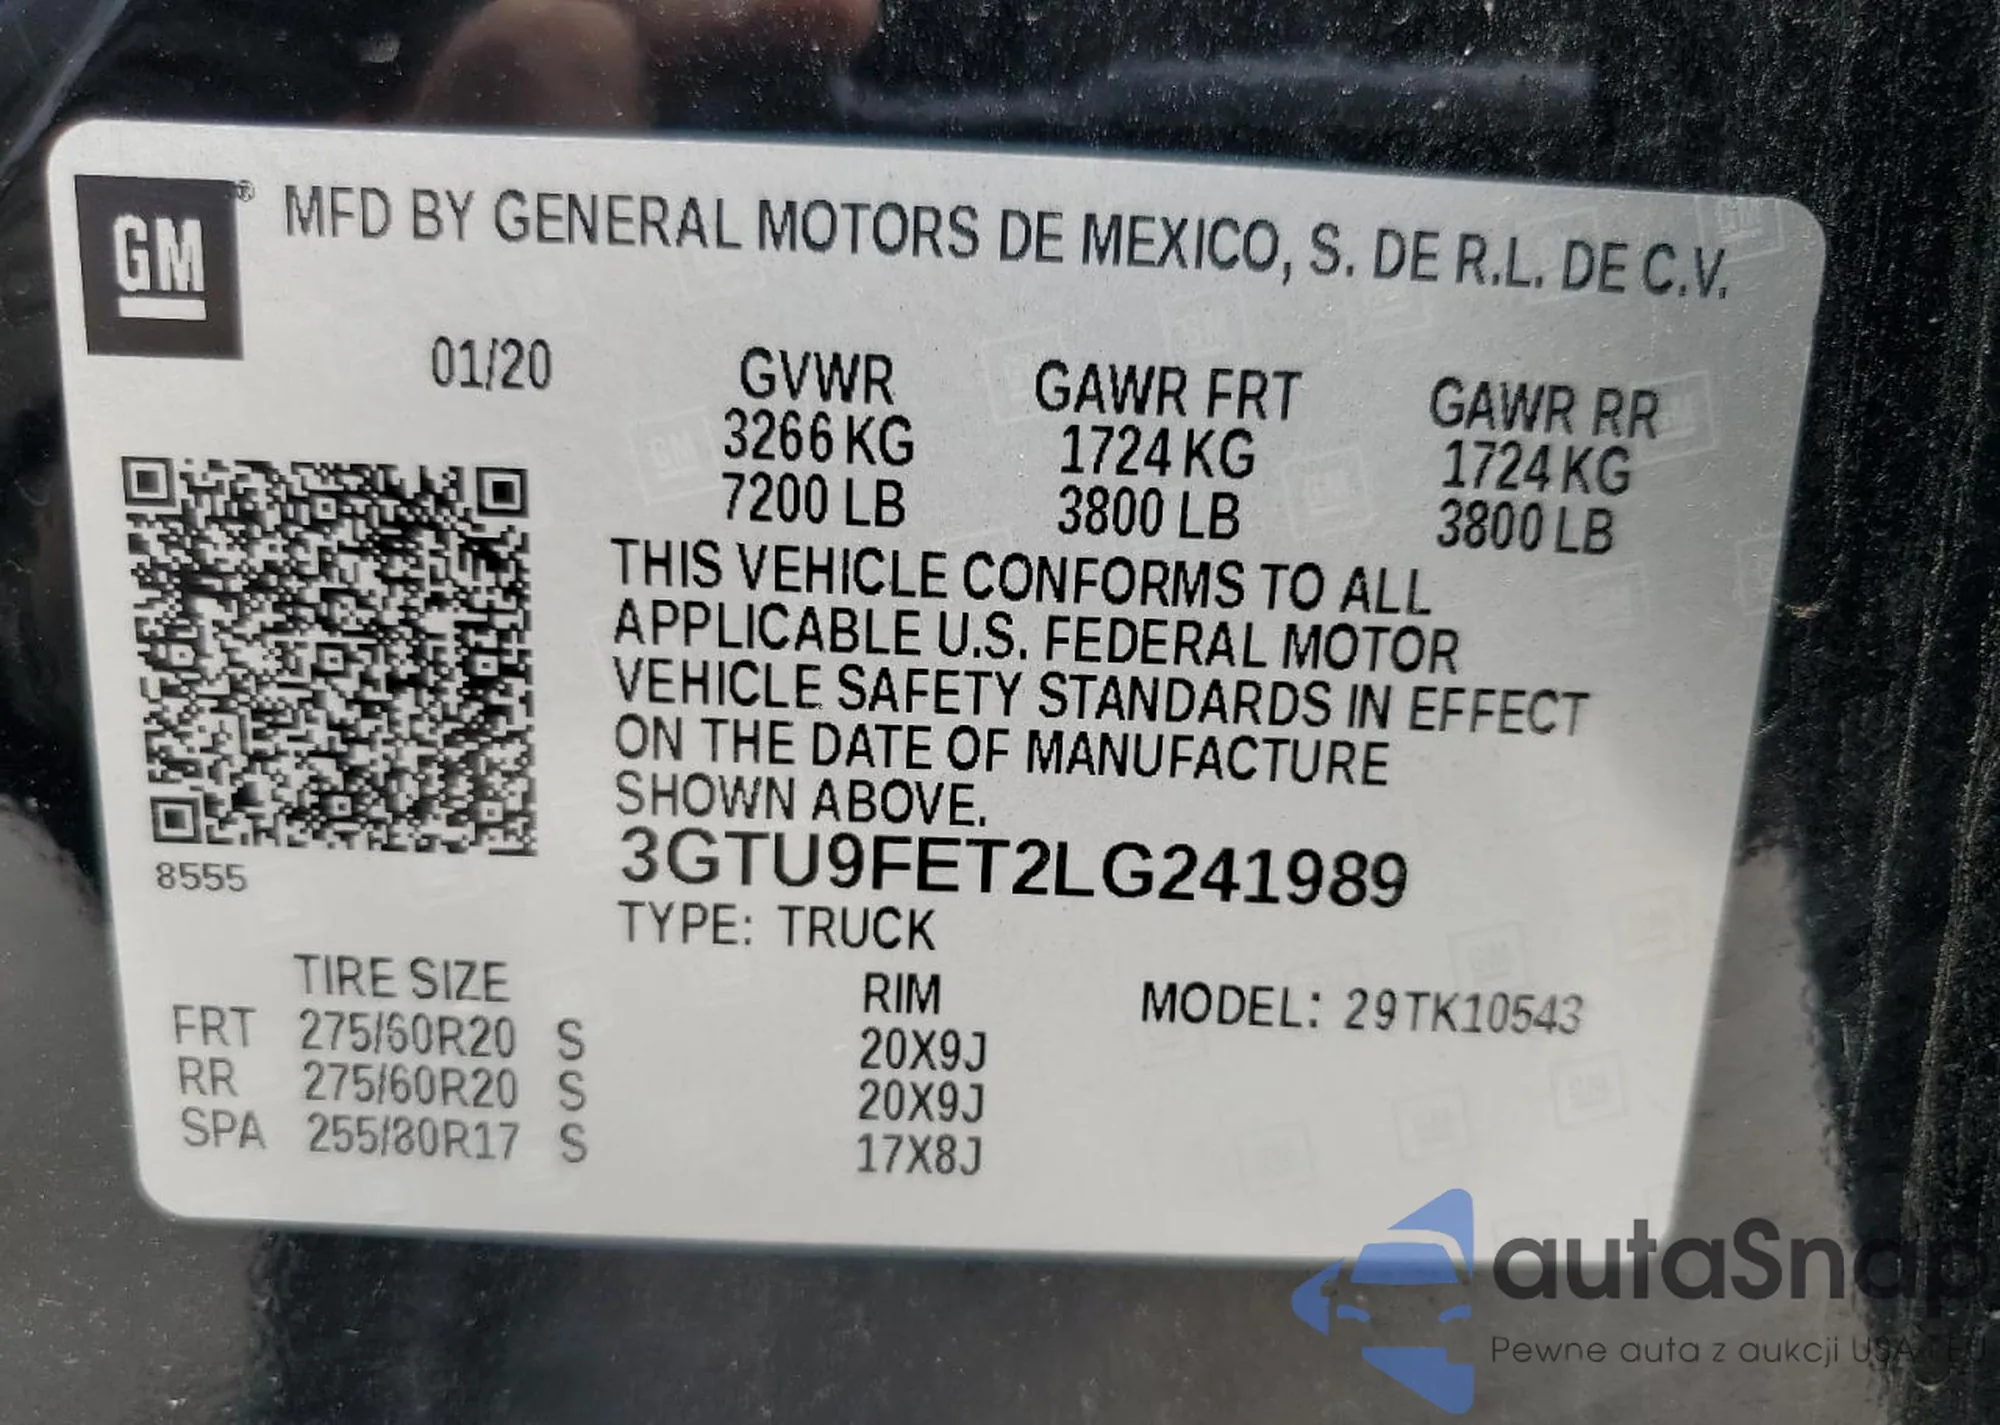 GM ® MFD BY GENERAL MOTORS DE MEXICO, S. DE R.L. DE C.V.
01/20 GVWR GAWR FRT GAWR RR
3266 KG 1724 KG 1724 KG
7200 LB 3800 LB 3800 LB
THIS VEHICLE CONFORMS TO ALL
APPLICABLE U.S. FEDERAL MOTOR
VEHICLE SAFETY STANDARDS IN EFFECT
ON THE DATE OF MANUFACTURE
SHOWN ABOVE.
3GTU9FET2LG241989
8555
TYPE: TRUCK
TIRE SIZE RIM MODEL: 29TK10543
FRT 275/60R20 S 20X9J
RR 275/60R20 S 20X9J
SPA 255/80R17 S 17X8J
autaSnap
Pewne auta z aukcji USA i EU